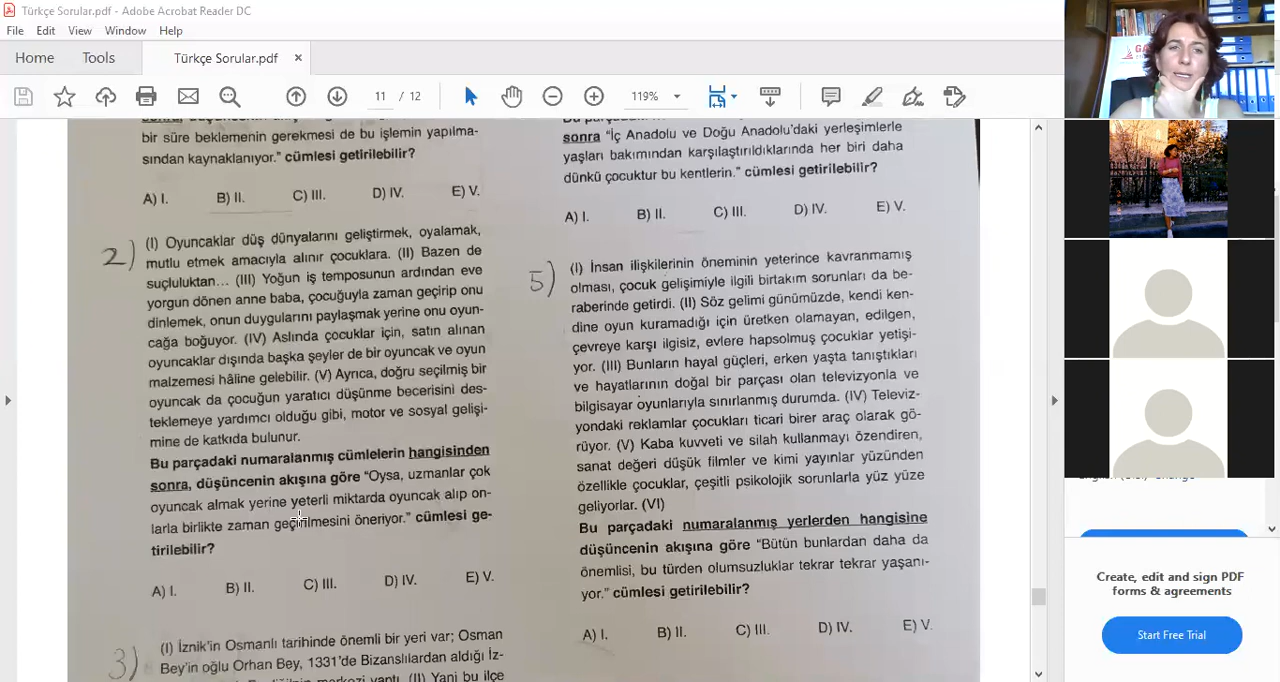 Türkçe Sorular.pdf - Adobe Acrobat Reader DC
File Edit View Window Help
Home Tools Türkçe Sorular.pdf ×
11 / 12 119%
bir süre beklemenin gerekmesi de bu işlemin yapılma-
sından kaynaklanıyor." cümlesi getirilebilir?
A) I. B) II. C) III. D) IV. E) V.
2) (I) Oyuncaklar düş dünyalarını geliştirmek, oyalamak,
mutlu etmek amacıyla alınır çocuklara. (II) Bazen de
suçluluktan... (III) Yoğun iş temposunun ardından eve
yorgun dönen anne baba, çocuğuyla zaman geçirip onu
dinlemek, onun duygularını paylaşmak yerine onu oyun-
cağa boğuyor. (IV) Aslında çocuklar için, satın alınan
oyuncaklar dışında başka şeyler de bir oyuncak ve oyun
malzemesi hâline gelebilir. (V) Ayrıca, doğru seçilmiş bir
oyuncak da çocuğun yaratıcı düşünme becerisini des-
teklemeye yardımcı olduğu gibi, motor ve sosyal gelişi-
mine de katkıda bulunur.
Bu parçadaki numaralanmış cümlelerin hangisinden
sonra, düşüncenin akışına göre "Oysa, uzmanlar çok
oyuncak almak yerine yeterli miktarda oyuncak alıp on-
larla birlikte zaman geçirilmesini öneriyor." cümlesi ge-
tirilebilir?
A) I. B) II. C) III. D) IV. E) V.
3) (I) İznik'in Osmanlı tarihinde önemli bir yeri var; Osman
Bey'in oğlu Orhan Bey, 1331'de Bizanslılardan aldığı İz-
merkezi yaptı. (II) Yani bu ilçe
sonra "İç Anadolu ve Doğu Anadolu'daki yerleşimlerle
yaşları bakımından karşılaştırıldıklarında her biri daha
dünkü çocuktur bu kentlerin." cümlesi getirilebilir?
A) I. B) II. C) III. D) IV. E) V.
5) (I) İnsan ilişkilerinin öneminin yeterince kavranmamış
olması, çocuk gelişimiyle ilgili birtakım sorunları da be-
raberinde getirdi. (II) Söz gelimi günümüzde, kendi ken-
dine oyun kuramadığı için üretken olamayan, edilgen,
çevreye karşı ilgisiz, evlere hapsolmuş çocuklar yetişi-
yor. (III) Bunların hayal güçleri, erken yaşta tanıştıkları
ve hayatlarının doğal bir parçası olan televizyonla ve
bilgisayar oyunlarıyla sınırlanmış durumda. (IV) Televiz-
yondaki reklamlar çocukları ticari birer araç olarak gö-
rüyor. (V) Kaba kuvveti ve silah kullanmayı özendiren,
sanat değeri düşük filmler ve kimi yayınlar yüzünden
özellikle çocuklar, çeşitli psikolojik sorunlarla yüz yüze
geliyorlar. (VI)
Bu parçadaki numaralanmış yerlerden hangisine
düşüncenin akışına göre "Bütün bunlardan daha da
önemlisi, bu türden olumsuzluklar tekrar tekrar yaşanı-
yor." cümlesi getirilebilir?
A) I. B) II. C) III. D) IV. E) V.
Create, edit and sign PDF
forms & agreements
Start Free Trial